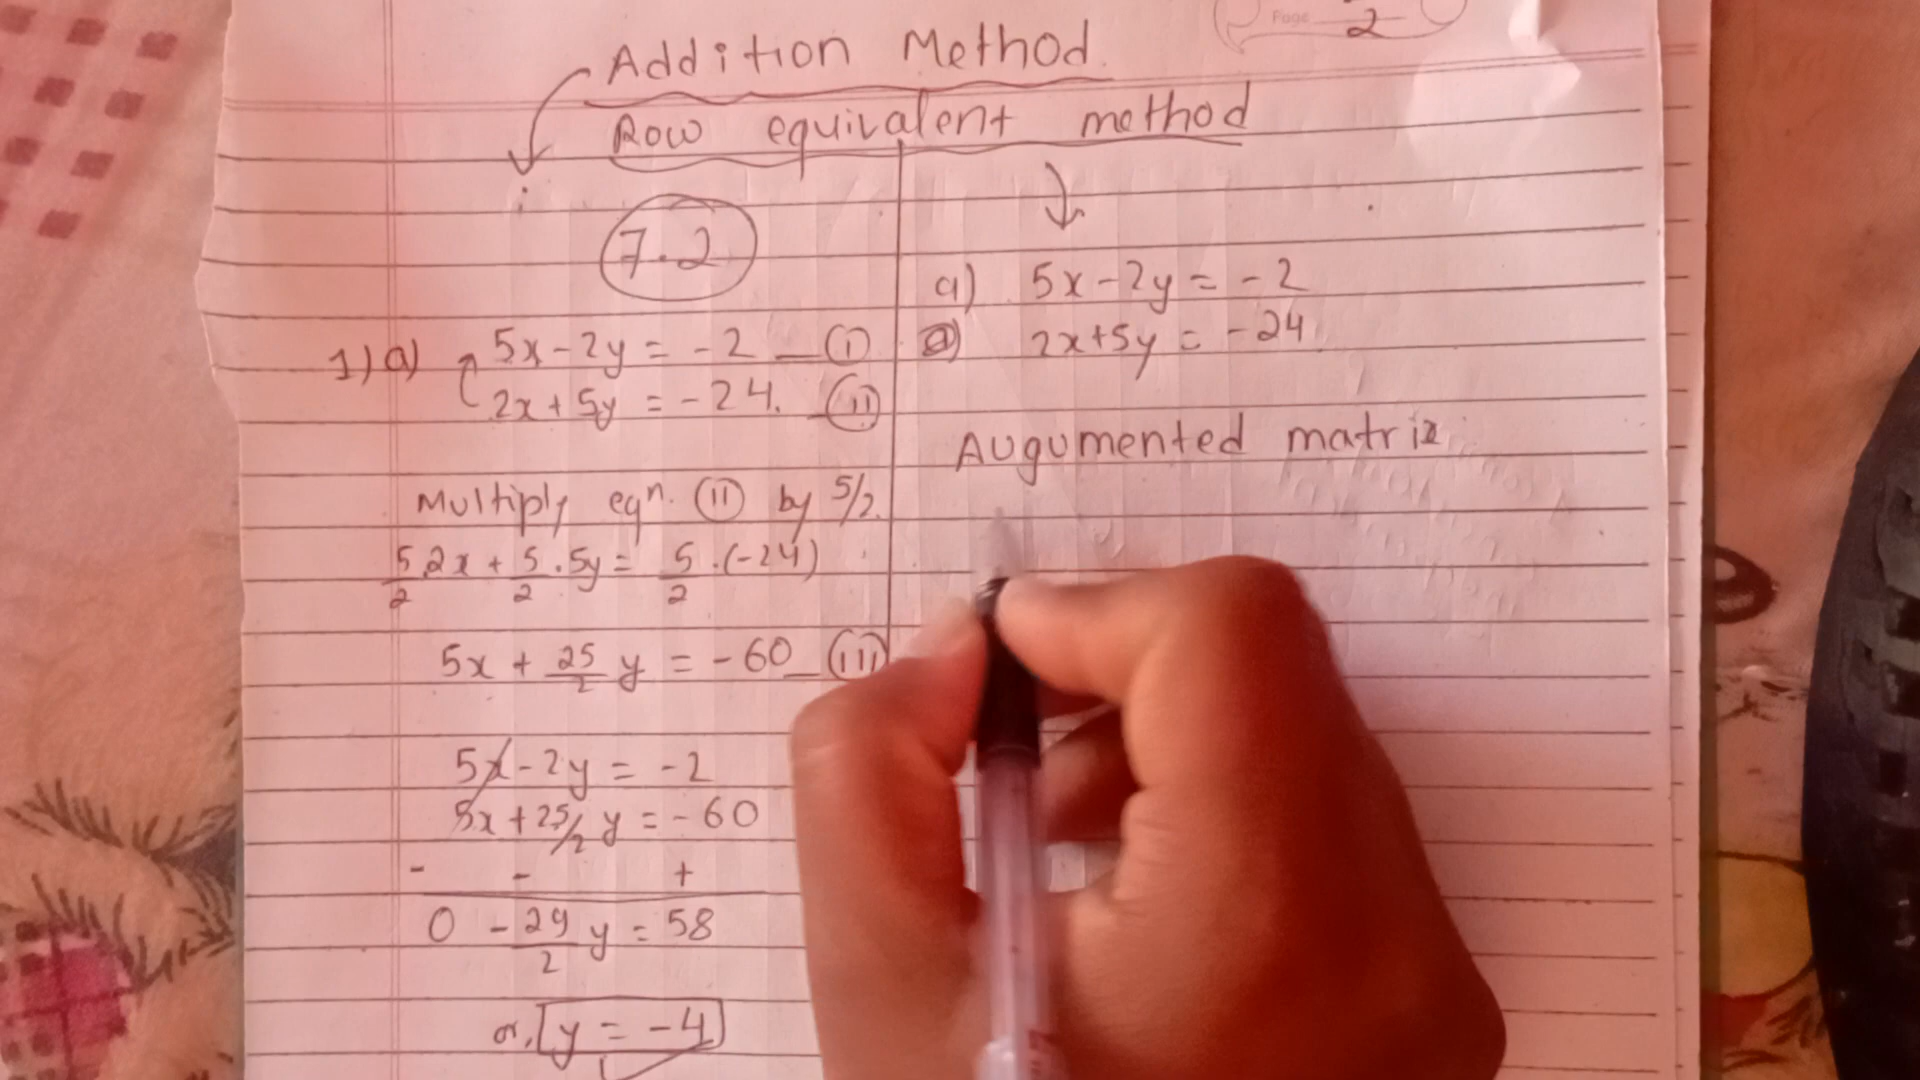 Page 2
Addition Method.
Row equivalent method
7.2
1) a) 5x - 2y = -2 — (i)
2x + 5y = -24. — (ii)
Multiply eqn. (ii) by 5/2.
5/2 . 2x + 5/2 . 5y = 5/2 . (-24)
5x + 25/2 y = -60 — (iii)
5x - 2y = -2
5x + 25/2 y = -60
- - +
0 - 29/2 y = 58
or, y = -4
a) 5x - 2y = -2
2x + 5y = -24
Augumented matrix